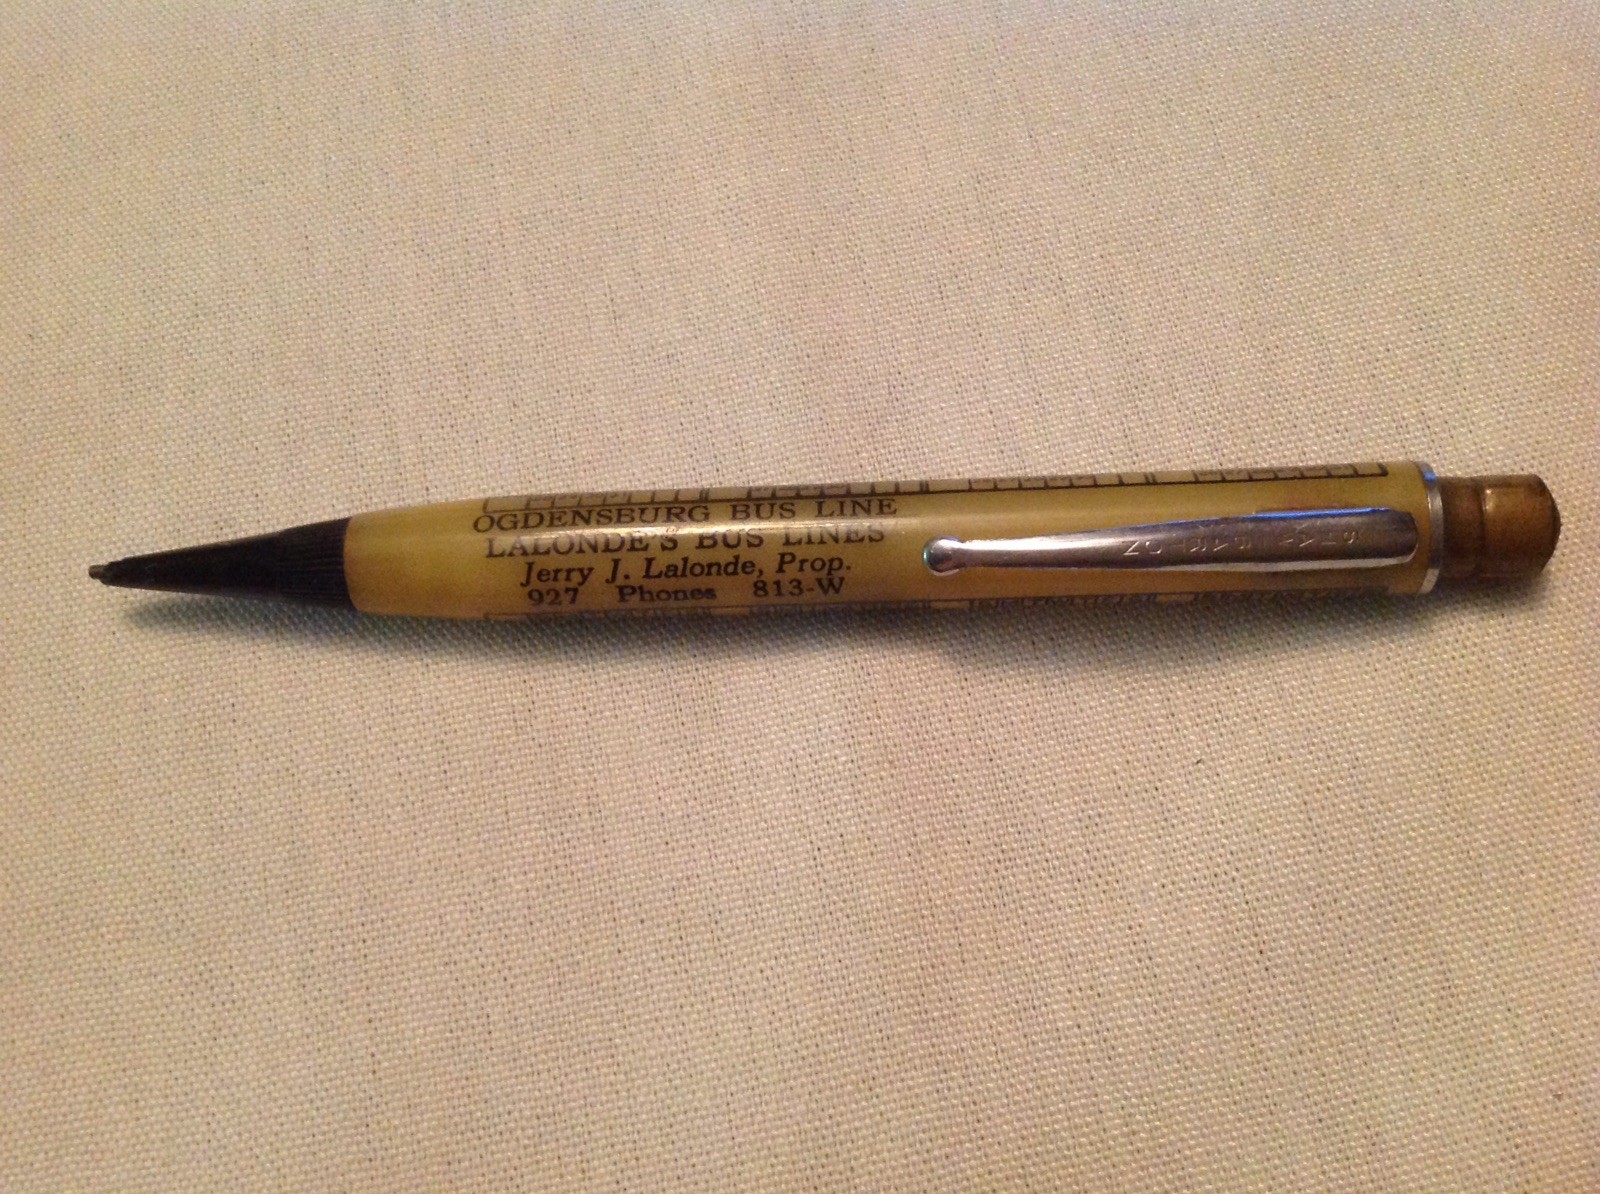 OGDENSBURG BUS LINE
LALONDE'S BUS LINES
Jerry J. Lalonde, Prop.
927 Phones 813-W